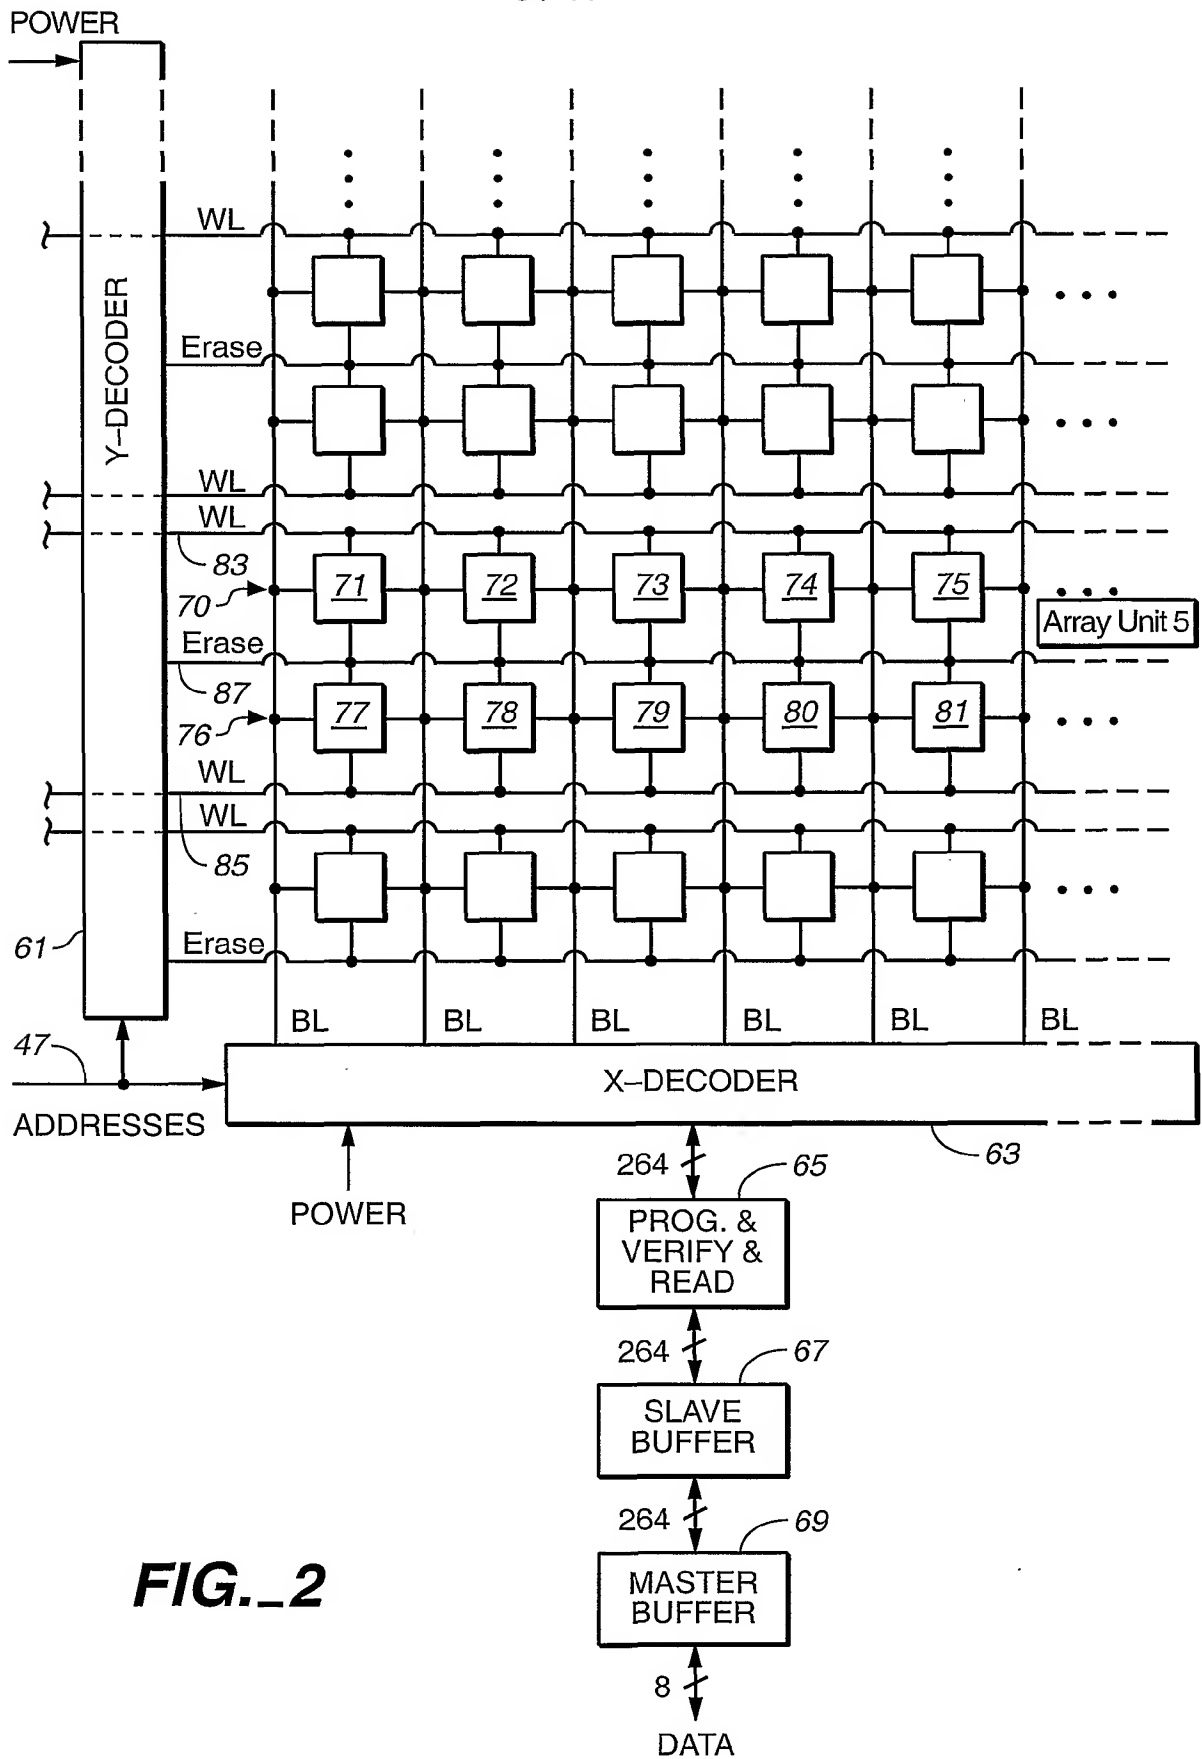 POWER
WL
Y–DECODER
Erase
WL
WL
83
70
71
72
73
74
75
Array Unit 5
Erase
87
76
77
78
79
80
81
WL
WL
85
61
Erase
BL BL BL BL BL BL
47
X–DECODER
ADDRESSES
63
264
65
POWER
PROG. &
VERIFY &
READ
264
67
SLAVE
BUFFER
264
69
FIG._2
MASTER
BUFFER
8
DATA